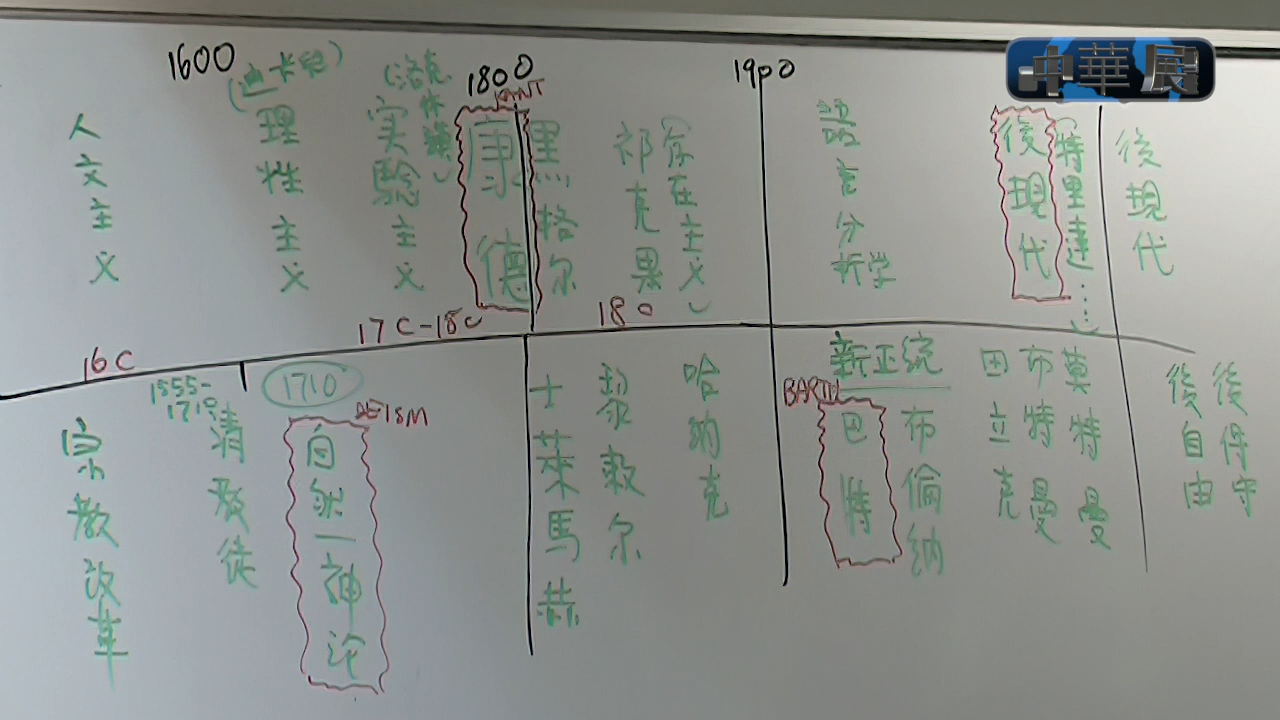 1600
1800
1900
中華展
人文主义
(迪卡兒)
理性主义
(洛克 休模)
实驗主义
KANT
康德
黑格尔
祁克果
(存在主义)
語言分析学
後現代
(特里達……)
後現代
16C
17C-18C
18C
宗教改革
1555-
1710
清教徒
1710
DEISM
自然一神论
士萊馬赫
黎敕尔
哈纳克
新正统
BARTH
巴特
布倫纳
田立克
布特曼
莫特曼
後自由
後保守